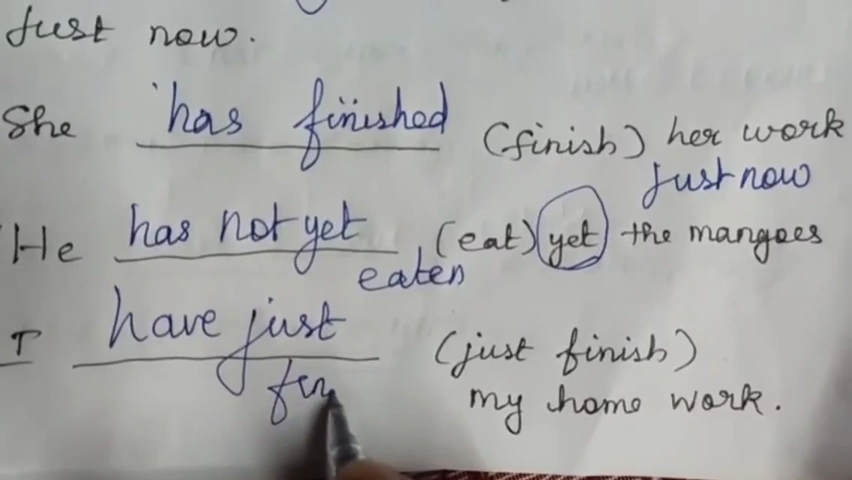 Just now.
She has finished (finish) her work
Just now
He has not yet (eat) yet the mangoes
eaten
I have just (just finish)
fin my home work.